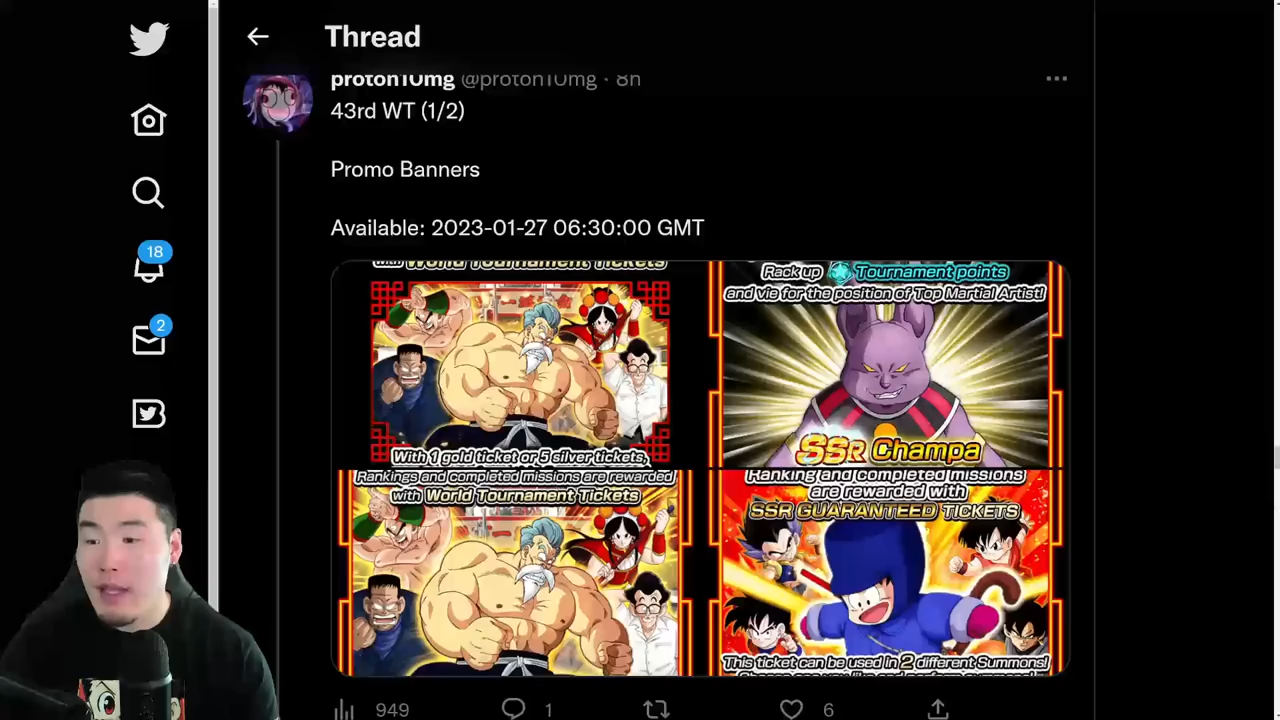 Thread
proton10mg @proton10mg · 8h
43rd WT (1/2)
Promo Banners
Available: 2023-01-27 06:30:00 GMT
with World Tournament Tickets
With 1 gold ticket or 5 silver tickets,
Rack up Tournament points
and vie for the position of Top Martial Artist!
SSR Champa
Rankings and completed missions are rewarded
with World Tournament Tickets
Ranking and completed missions
are rewarded with
SSR GUARANTEED TICKETS
This ticket can be used in 2 different Summons!
18
2
949
1
6